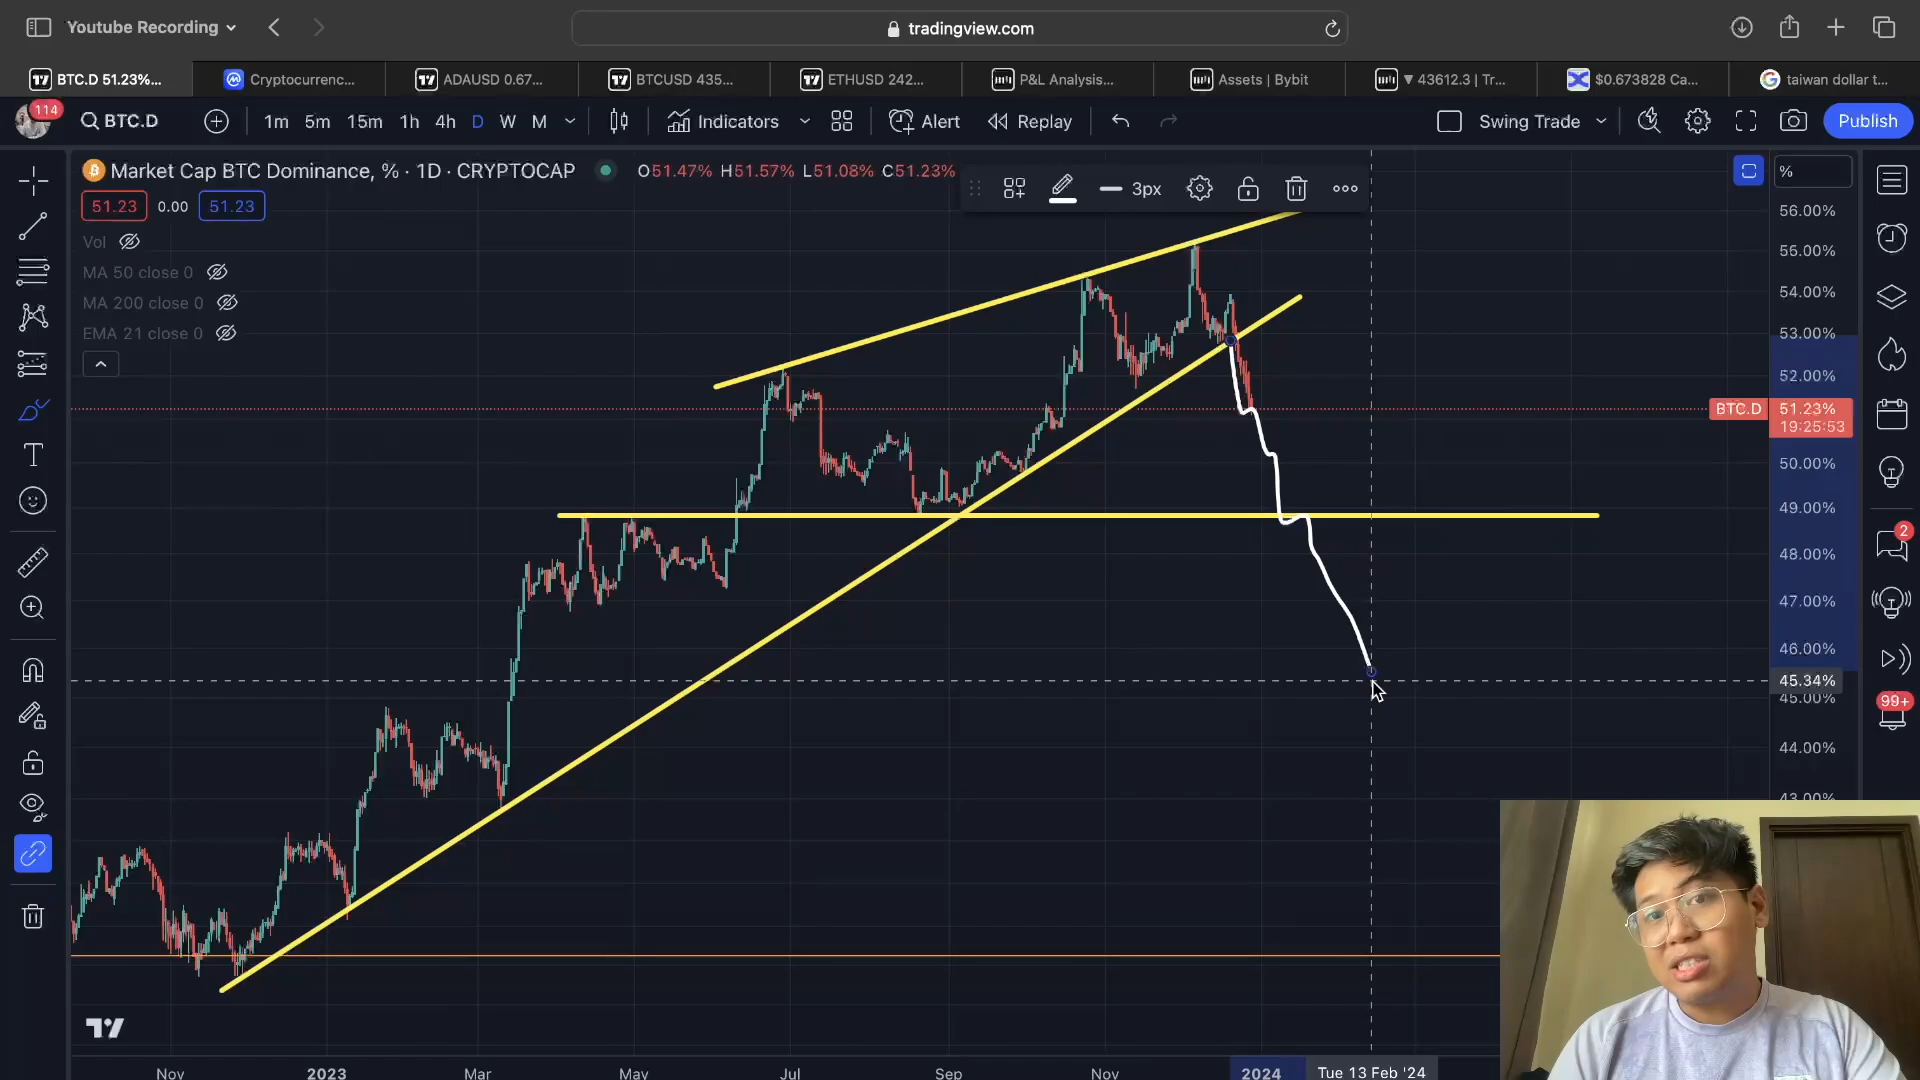 Youtube Recording
tradingview.com
BTC.D 51.23%...
Cryptocurrenc...
ADAUSD 0.67...
BTCUSD 435...
ETHUSD 242...
P&L Analysis...
Assets | Bybit
▼ 43612.3 | Tr...
$0.673828 Ca...
taiwan dollar t...
114
BTC.D
1m 5m 15m 1h 4h D W M
Indicators
Alert
Replay
Swing Trade
Publish
Market Cap BTC Dominance, % · 1D · CRYPTOCAP
O51.47% H51.57% L51.08% C51.23%
3px
%
51.23 0.00 51.23
Vol
MA 50 close 0
MA 200 close 0
EMA 21 close 0
56.00%
56.00%
54.00%
53.00%
52.00%
BTC.D
51.23%
19:25:53
50.00%
49.00%
48.00%
47.00%
46.00%
45.34%
45.00%
44.00%
43.00%
2
99+
Nov 2023 Mar May Jul Sep Nov 2024 Tue 13 Feb '24